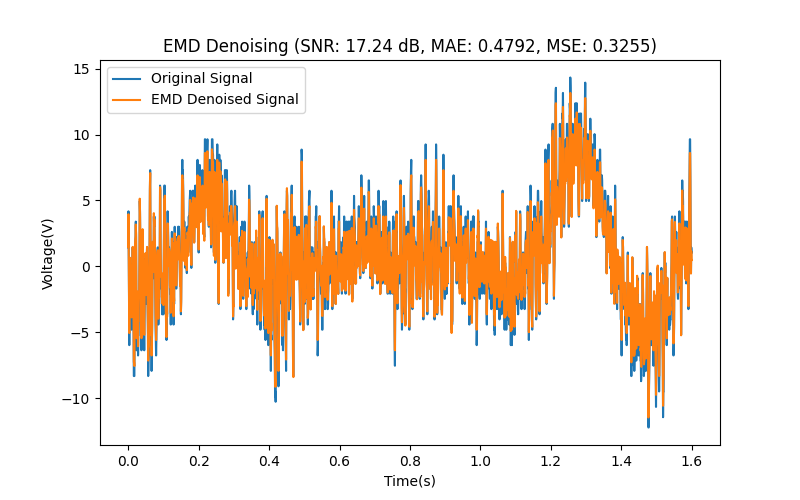 EMD Denoising (SNR: 17.24 dB, MAE: 0.4792, MSE: 0.3255)
Original Signal
EMD Denoised Signal
Voltage(V)
15
10
5
0
−5
−10
0.0 0.2 0.4 0.6 0.8 1.0 1.2 1.4 1.6
Time(s)